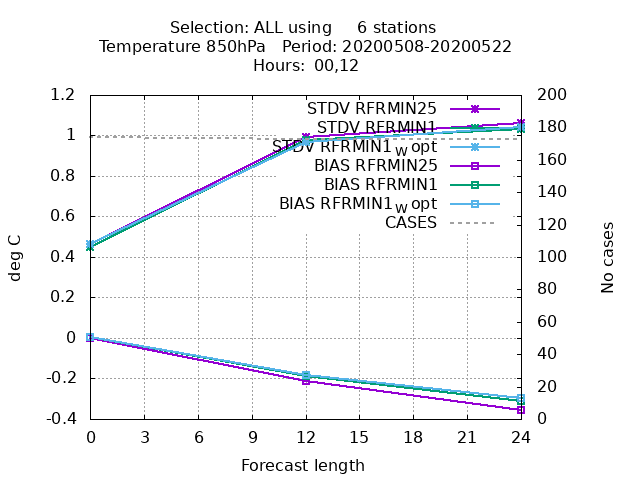 Selection: ALL using     6 stations
Temperature 850hPa   Period: 20200508-20200522
Hours:  00,12
STDV RFRMIN25
STDV RFRMIN1
STDV RFRMIN1_W opt
BIAS RFRMIN25
BIAS RFRMIN1
BIAS RFRMIN1_W opt
CASES
deg C
1.2
1
0.8
0.6
0.4
0.2
0
-0.2
-0.4
200
180
160
140
120
100
80
60
40
20
0
No cases
0 3 6 9 12 15 18 21 24
Forecast length